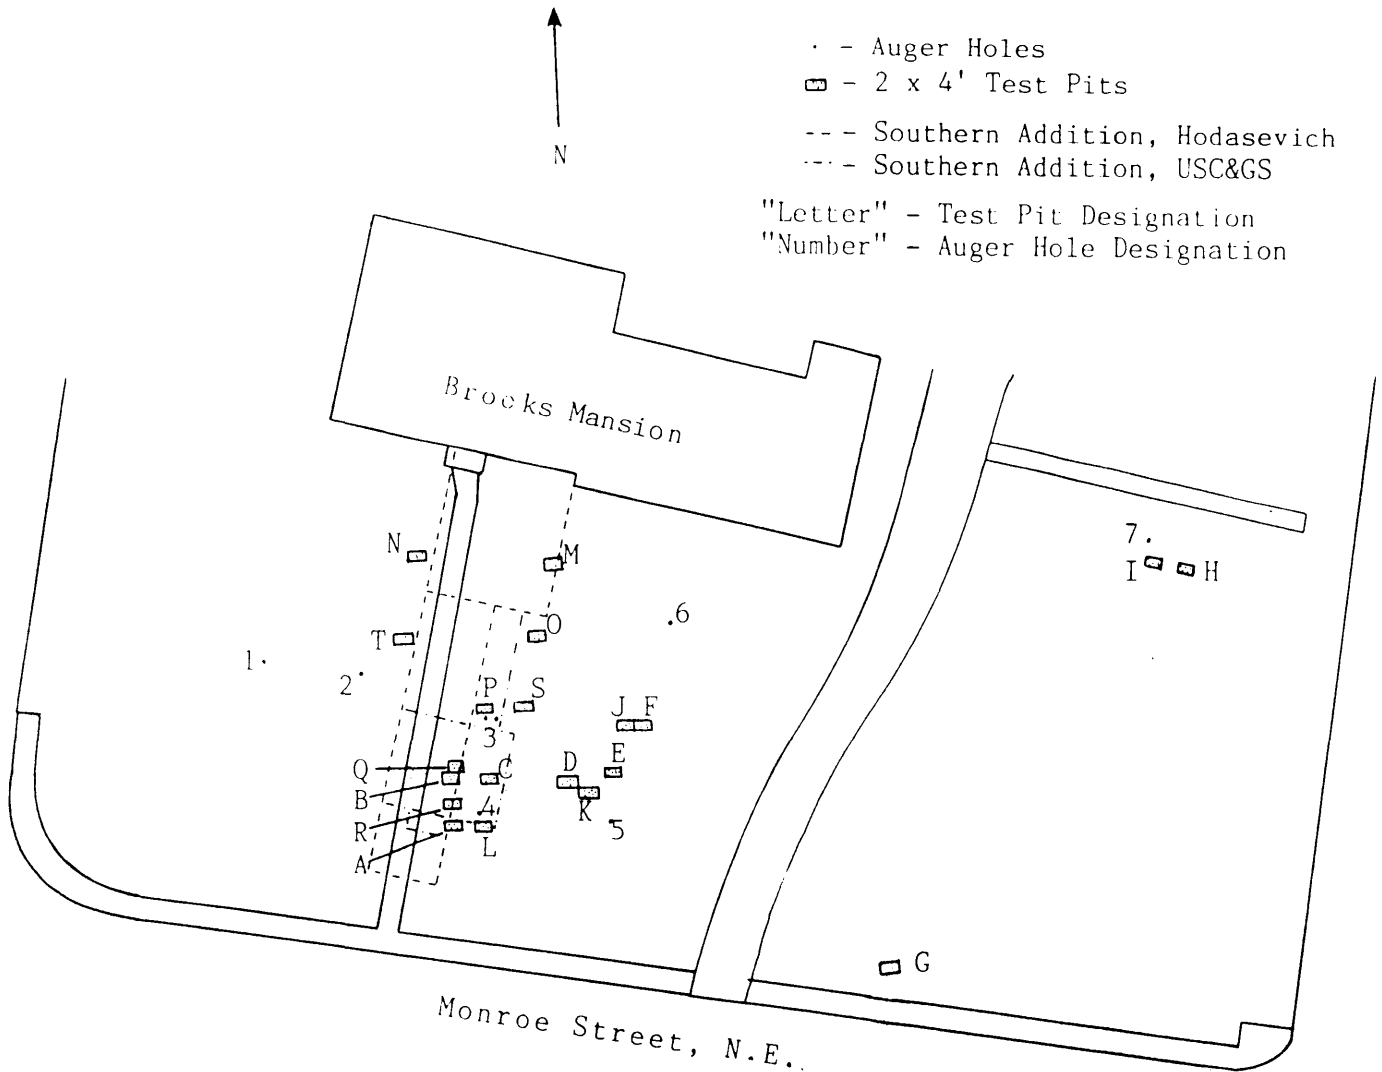 · - Auger Holes
- 2 x 4' Test Pits
--- - Southern Addition, Hodasevich
--·- - Southern Addition, USC&GS
"Letter" - Test Pit Designation
"Number" - Auger Hole Designation
N
Brooks Mansion
N
M
7.
I
H
.6
O
T
1.
2.
P
S
J F
3
Q
C
D
E
B
K
.4
.5
R
L
A
G
Monroe Street, N.E.